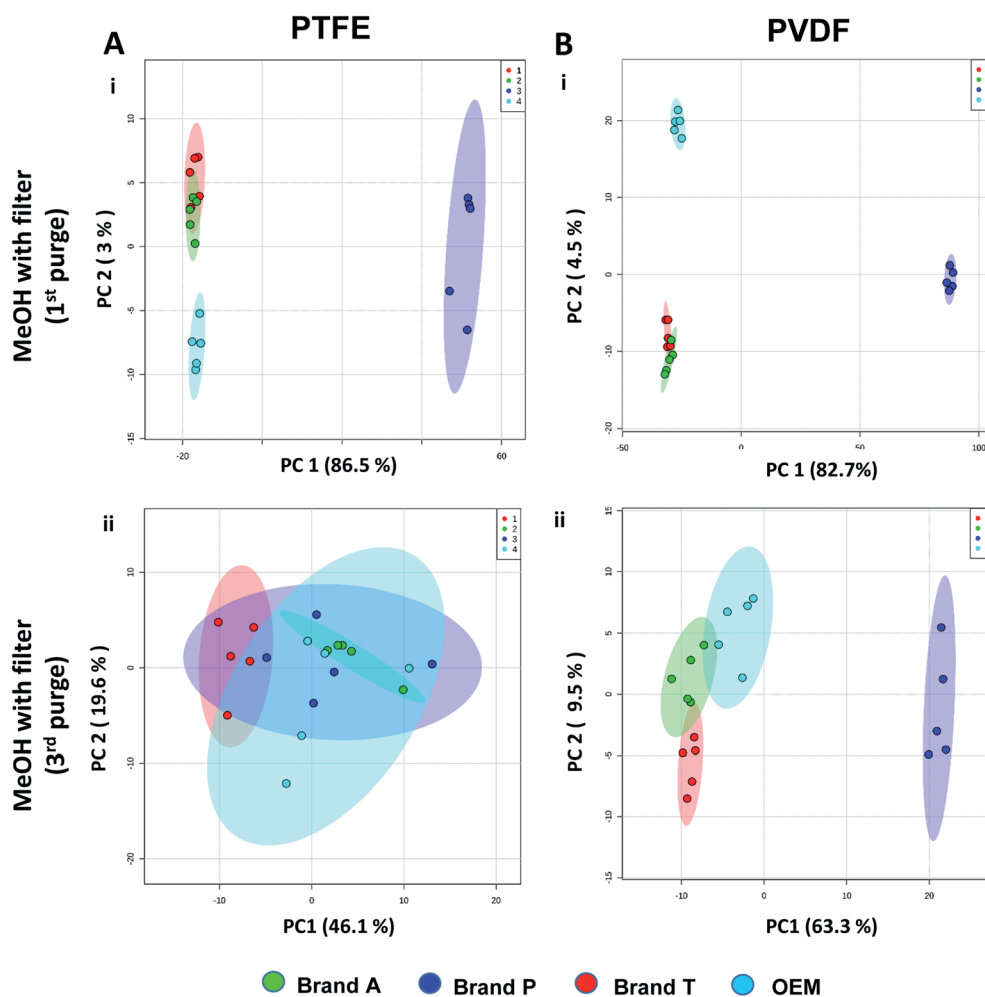 PTFE
PVDF
A
B
i
i
MeOH with filter
(1st purge)
1
2
3
4
PC 2 ( 3 %)
10
5
0
-5
-10
-15
-20
60
PC 1 (86.5 %)
PC 2 ( 4.5 %)
20
10
0
-10
-20
-50
0
50
100
PC 1 (82.7%)
ii
ii
MeOH with filter
(3rd purge)
1
2
3
4
PC 2 ( 19.6 %)
10
0
-10
-20
-10
0
10
20
PC1 (46.1 %)
PC 2 ( 9.5 %)
15
10
5
0
-5
-10
-15
-10
0
10
20
PC1 (63.3 %)
Brand A
Brand P
Brand T
OEM